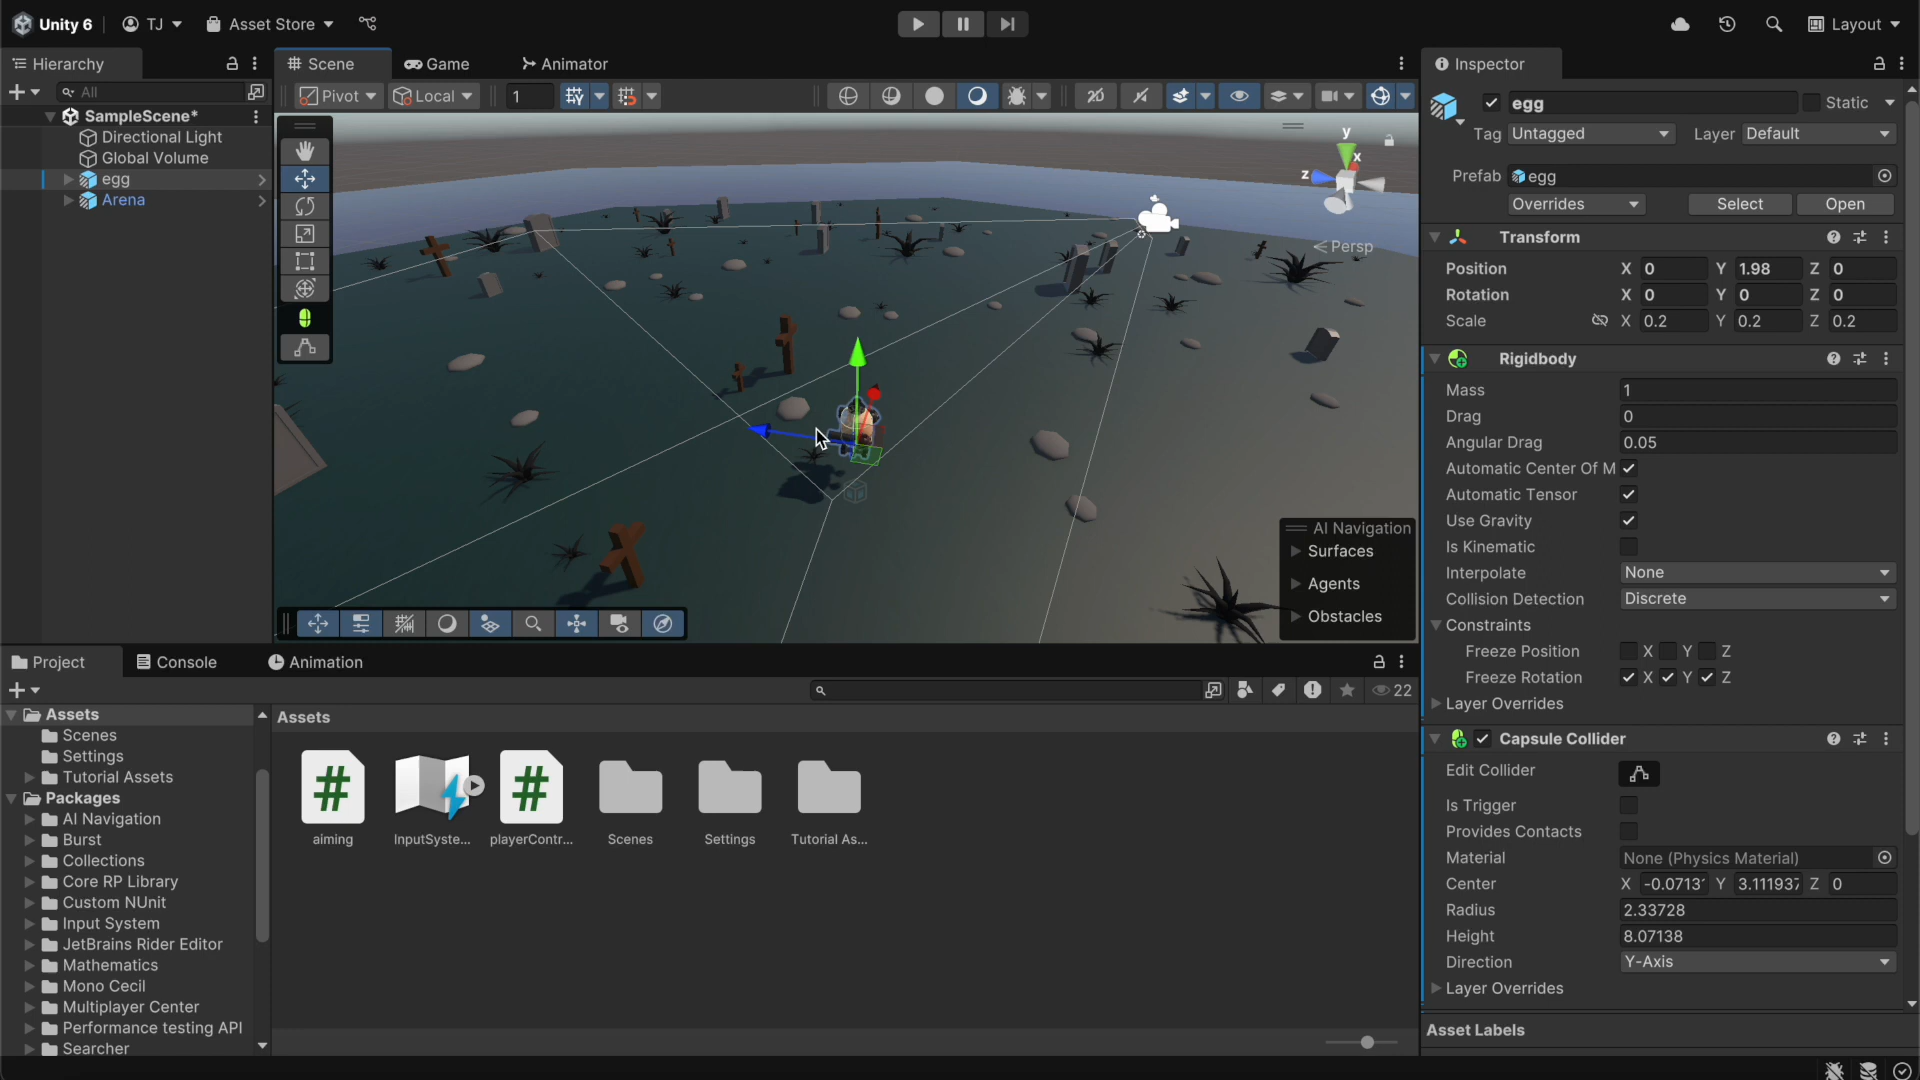 Unity 6
TJ
Asset Store
Layout
Hierarchy
All
SampleScene*
Directional Light
Global Volume
egg
Arena
Scene
Game
Animator
Pivot
Local
1
2D
y
x
z
Persp
AI Navigation
Surfaces
Agents
Obstacles
Project
Console
Animation
22
Assets
Scenes
Settings
Tutorial Assets
Packages
AI Navigation
Burst
Collections
Core RP Library
Custom NUnit
Input System
JetBrains Rider Editor
Mathematics
Mono Cecil
Multiplayer Center
Performance testing API
Searcher
Assets
aiming
InputSyste...
playerContr...
Scenes
Settings
Tutorial As...
Inspector
egg
Static
Tag Untagged Layer Default
Prefab egg
Overrides Select Open
Transform
Position X 0 Y 1.98 Z 0
Rotation X 0 Y 0 Z 0
Scale X 0.2 Y 0.2 Z 0.2
Rigidbody
Mass 1
Drag 0
Angular Drag 0.05
Automatic Center Of M
Automatic Tensor
Use Gravity
Is Kinematic
Interpolate None
Collision Detection Discrete
Constraints
Freeze Position X Y Z
Freeze Rotation X Y Z
Layer Overrides
Capsule Collider
Edit Collider
Is Trigger
Provides Contacts
Material None (Physics Material)
Center X -0.0713 Y 3.111937 Z 0
Radius 2.33728
Height 8.07138
Direction Y-Axis
Layer Overrides
Asset Labels